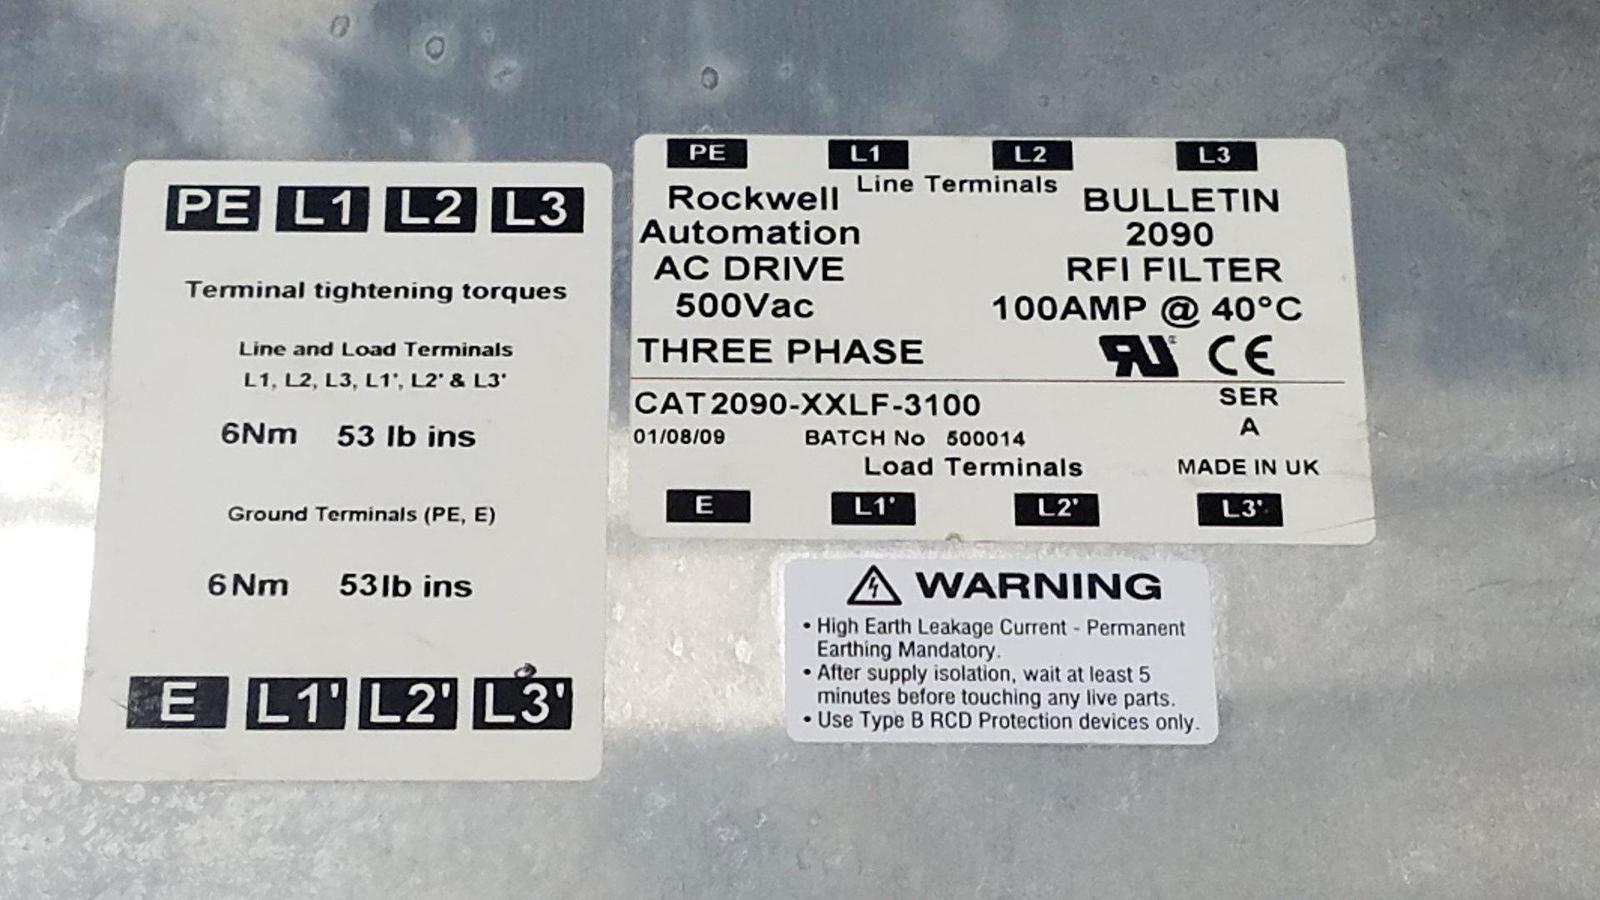 PE L1 L2 L3
Terminal tightening torques
Line and Load Terminals
L1, L2, L3, L1', L2' & L3'
6Nm 53 lb ins
Ground Terminals (PE, E)
6Nm 53lb ins
E L1' L2' L3'
PE L1 L2 L3
Line Terminals
Rockwell BULLETIN
Automation 2090
AC DRIVE RFI FILTER
500Vac 100AMP @ 40°C
THREE PHASE RU® CE
CAT 2090-XXLF-3100 SER
01/08/09 BATCH No 500014 A
Load Terminals MADE IN UK
E L1' L2' L3'
WARNING
• High Earth Leakage Current - Permanent
Earthing Mandatory.
• After supply isolation, wait at least 5
minutes before touching any live parts.
• Use Type B RCD Protection devices only.